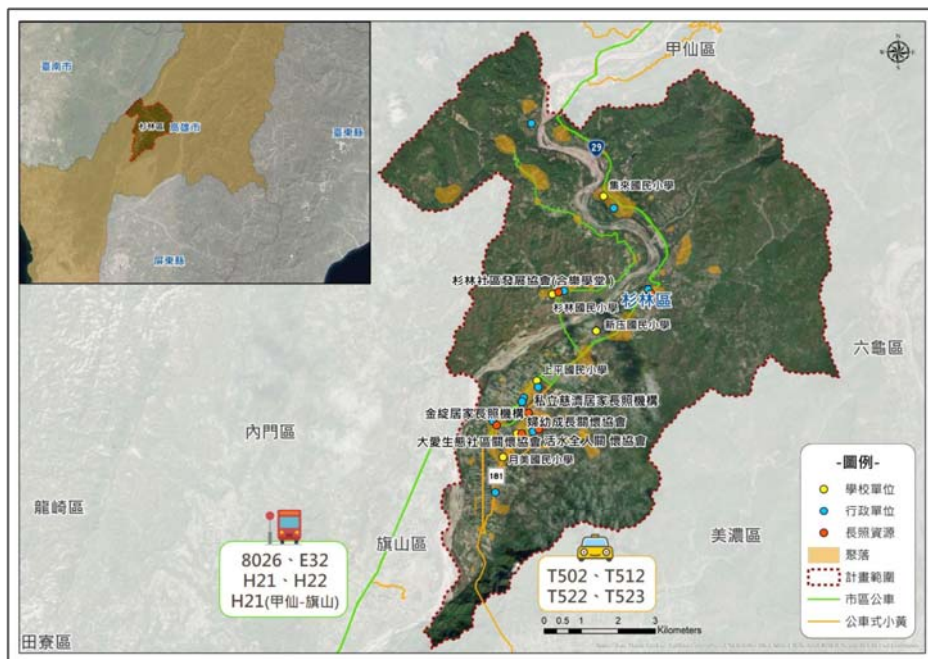 臺南市
杉林區
高雄市
臺東縣
屏東縣
甲仙區
29
集來國民小學
杉林社區發展協會(合樂學堂)
杉林國民小學
杉林區
新庄國民小學
六龜區
上平國民小學
私立慈濟居家長照機構
金綻居家長照機構
婦幼成長關懷協會
大愛生態社區關懷協會
活水全人關 懷協會
月美國民小學
181
內門區
龍崎區
旗山區
美濃區
田寮區
8026、E32
H21、H22
H21(甲仙-旗山)
T502、T512
T522、T523
0 0.5 1 2 3
Kilometers
-圖例-
學校單位
行政單位
長照資源
聚落
計畫範圍
市區公車
公車式小黃